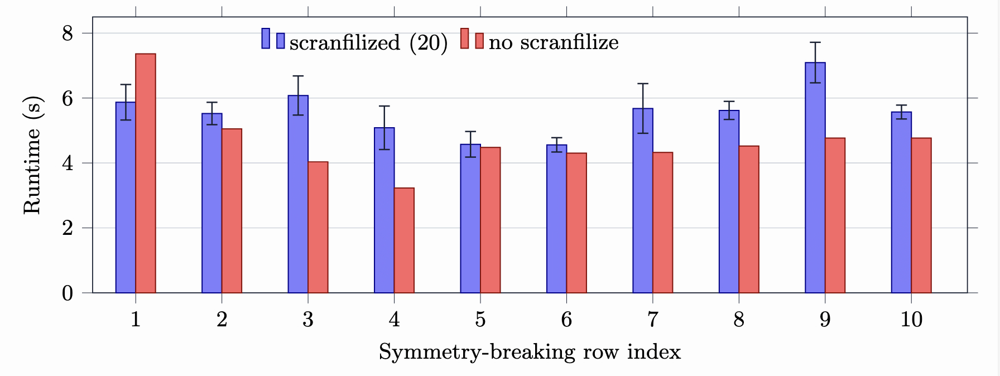 scranfilized (20) no scranfilize
8
6
4
2
0
Runtime (s)
1 2 3 4 5 6 7 8 9 10
Symmetry-breaking row index